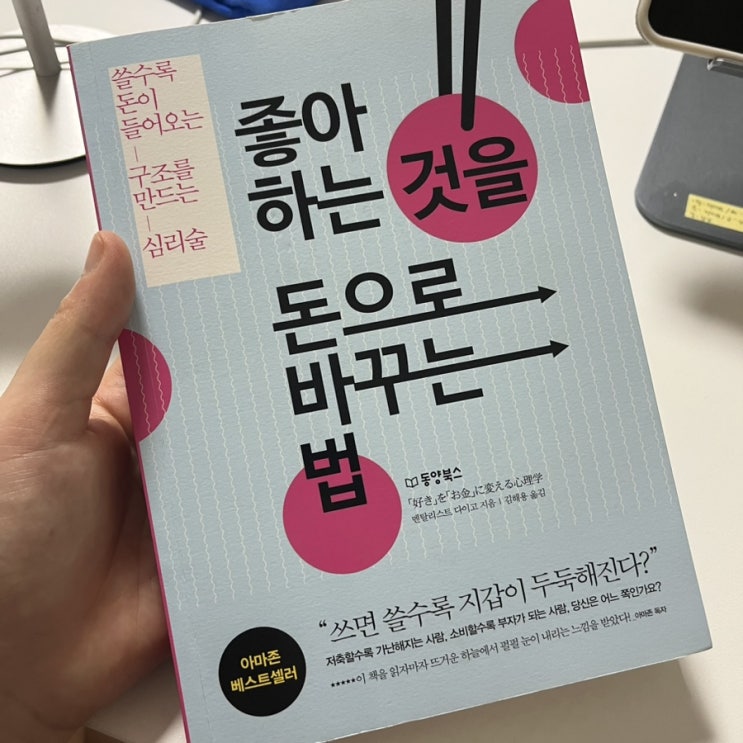 쓸수록
돈이
들어오는
구조를
만드는
심리술
좋아
하는 것을
돈으로
바꾸는
법
동양북스
「好き」を「お金」に変える心理学
멘탈리스트 다이고 지음 | 김해용 옮김
“쓰면 쓸수록 지갑이 두둑해진다?”
저축할수록 가난해지는 사람, 소비할수록 부자가 되는 사람, 당신은 어느 쪽인가요?
★★★★★이 책을 읽자마자 뜨거운 하늘에서 펄펄 눈이 내리는 느낌을 받았다! _아마존 독자
아마존
베스트셀러